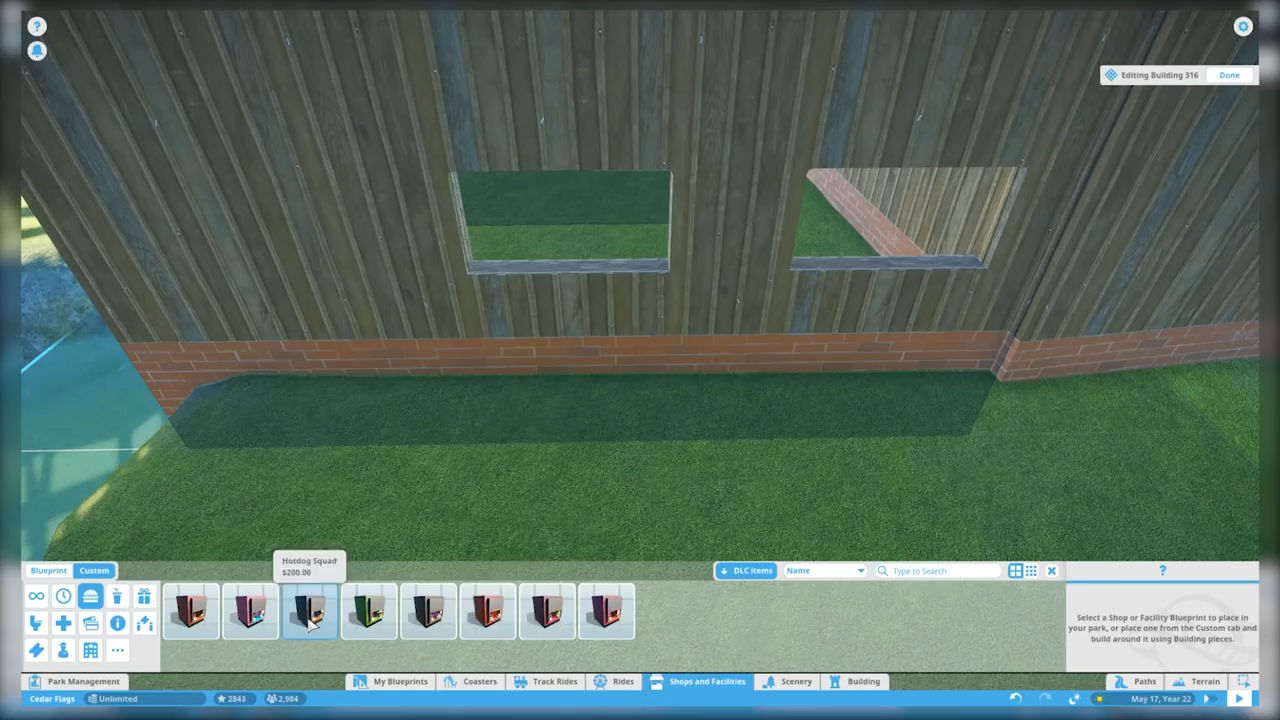 ?
Editing Building 316
Done
Hotdog Squad
$200.00
Blueprint
Custom
DLC Items
Name
Type to Search
?
Select a Shop or Facility Blueprint to place in
your park, or place one from the Custom tab and
build around it using Building pieces.
Park Management
My Blueprints
Coasters
Track Rides
Rides
Shops and Facilities
Scenery
Building
Paths
Terrain
Cedar Flags
Unlimited
2843
2,984
May 17, Year 22